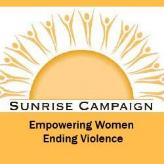 SUNRISE CAMPAIGN
Empowering Women
Ending Violence